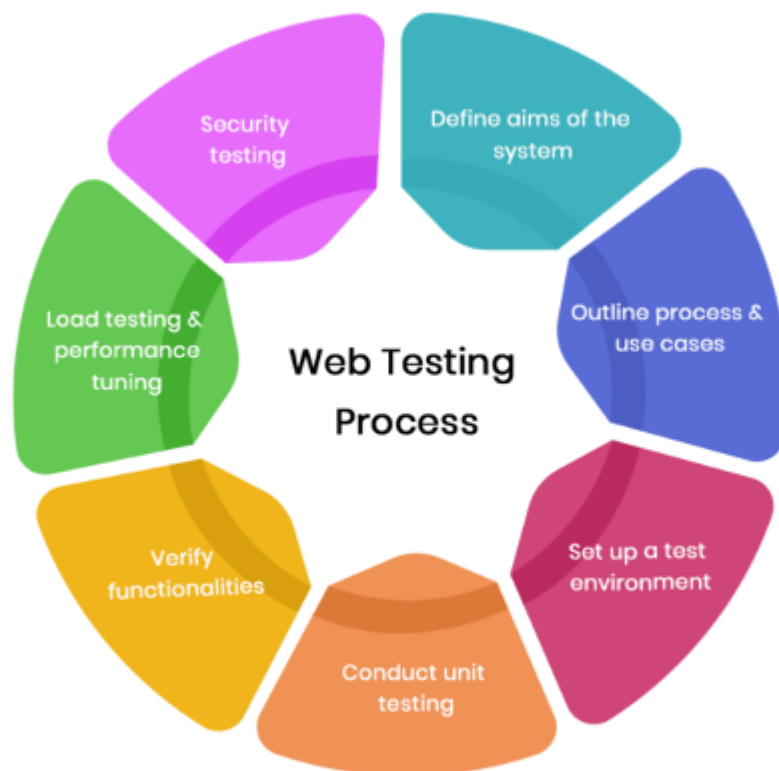 Web Testing
Process
Define aims of the
system
Outline process &
use cases
Set up a test
environment
Conduct unit
testing
Verify
functionalities
Load testing &
performance
tuning
Security
testing